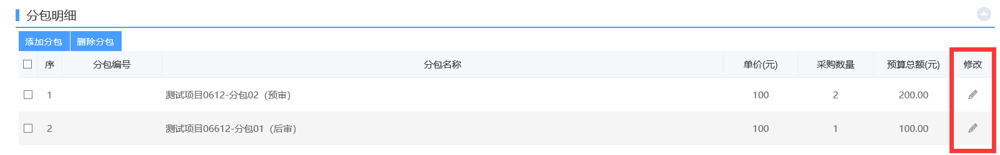 分包明细
添加分包 删除分包
序 分包编号 分包名称 单价(元) 采购数量 预算总额(元) 修改
1 测试项目0612-分包02（预审） 100 2 200.00
2 测试项目06612-分包01（后审） 100 1 100.00